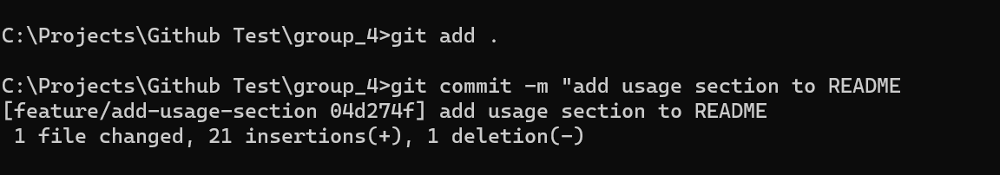 C:\Projects\Github Test\group_4>git add .
C:\Projects\Github Test\group_4>git commit -m "add usage section to README
[feature/add-usage-section 04d274f] add usage section to README
1 file changed, 21 insertions(+), 1 deletion(-)